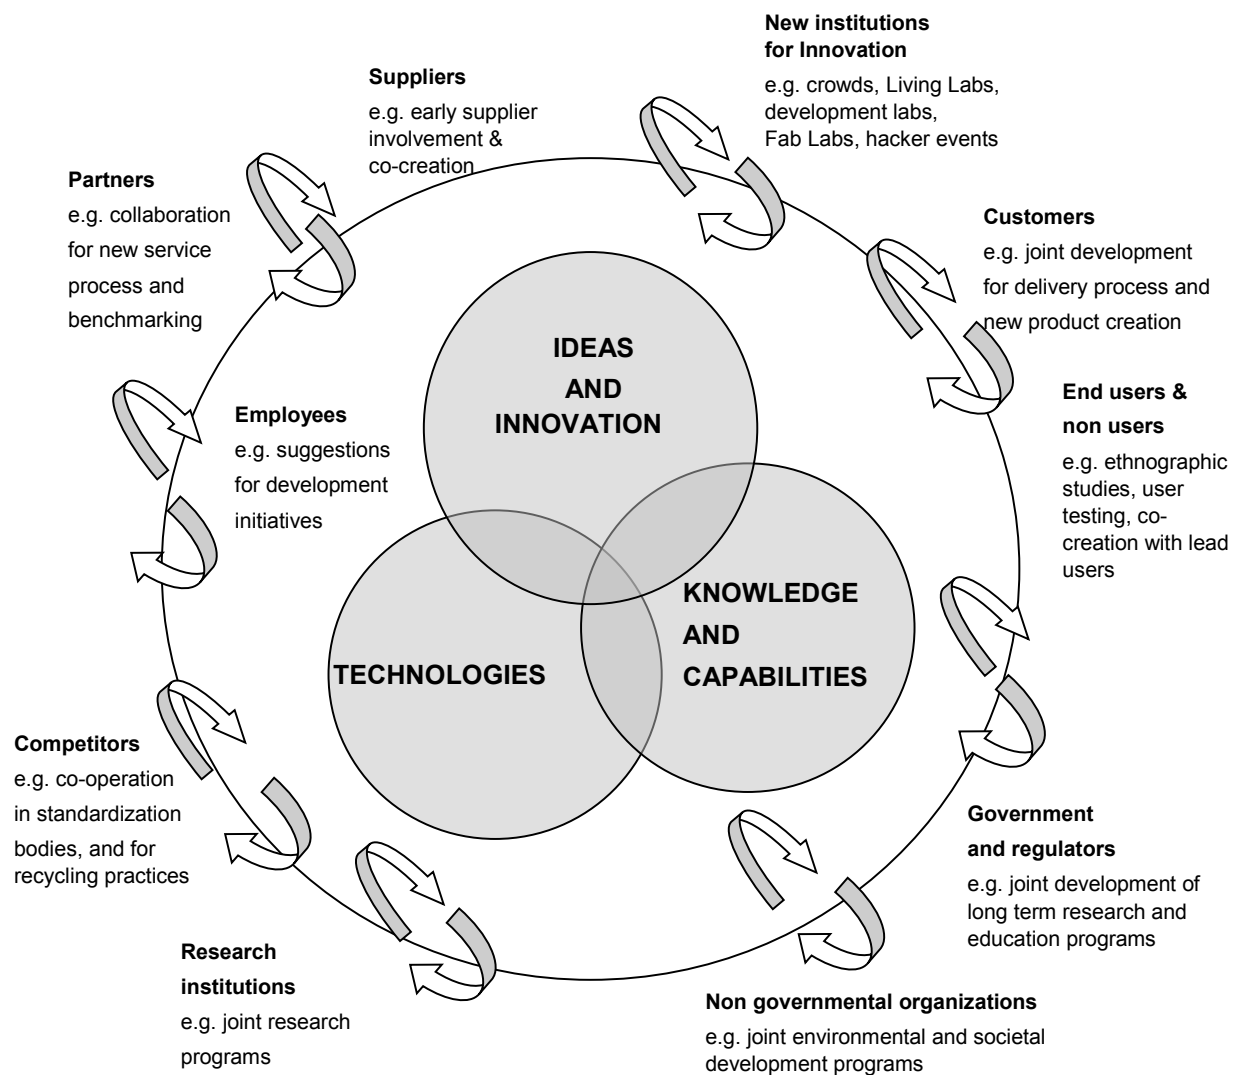 New institutions
for Innovation
e.g. crowds, Living Labs,
development labs,
Fab Labs, hacker events
Suppliers
e.g. early supplier
involvement &
co-creation
Partners
e.g. collaboration
for new service
process and
benchmarking
Customers
e.g. joint development
for delivery process and
new product creation
IDEAS
AND
INNOVATION
End users &
non users
e.g. ethnographic
studies, user
testing, co-
creation with lead
users
Employees
e.g. suggestions
for development
initiatives
KNOWLEDGE
AND
CAPABILITIES
TECHNOLOGIES
Competitors
e.g. co-operation
in standardization
bodies, and for
recycling practices
Government
and regulators
e.g. joint development of
long term research and
education programs
Research
institutions
e.g. joint research
programs
Non governmental organizations
e.g. joint environmental and societal
development programs